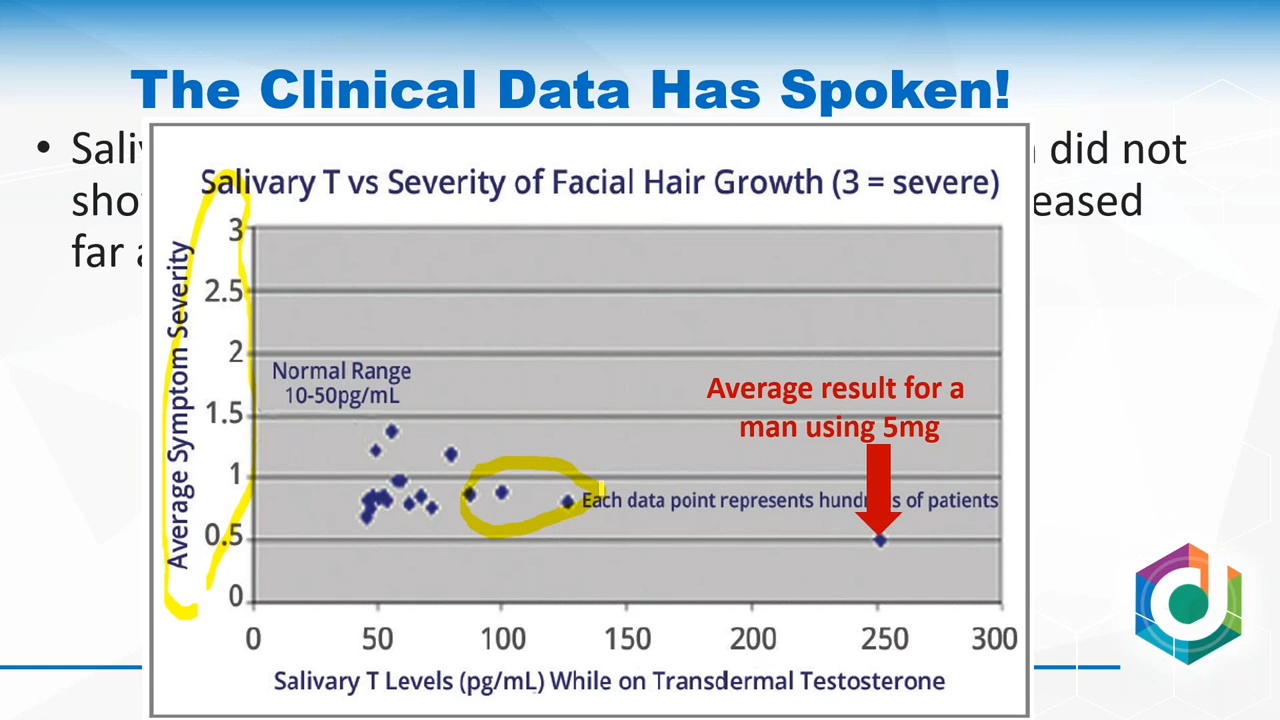 The Clinical Data Has Spoken!
• did not
eased
far
Salivary T vs Severity of Facial Hair Growth (3 = severe)
Average Symptom Severity
3
2.5
2
1.5
1
0.5
0
Normal Range
10-50pg/mL
Average result for a
man using 5mg
Each data point represents of patients
0 50 100 150 200 250 300
Salivary T Levels (pg/mL) While on Transdermal Testosterone